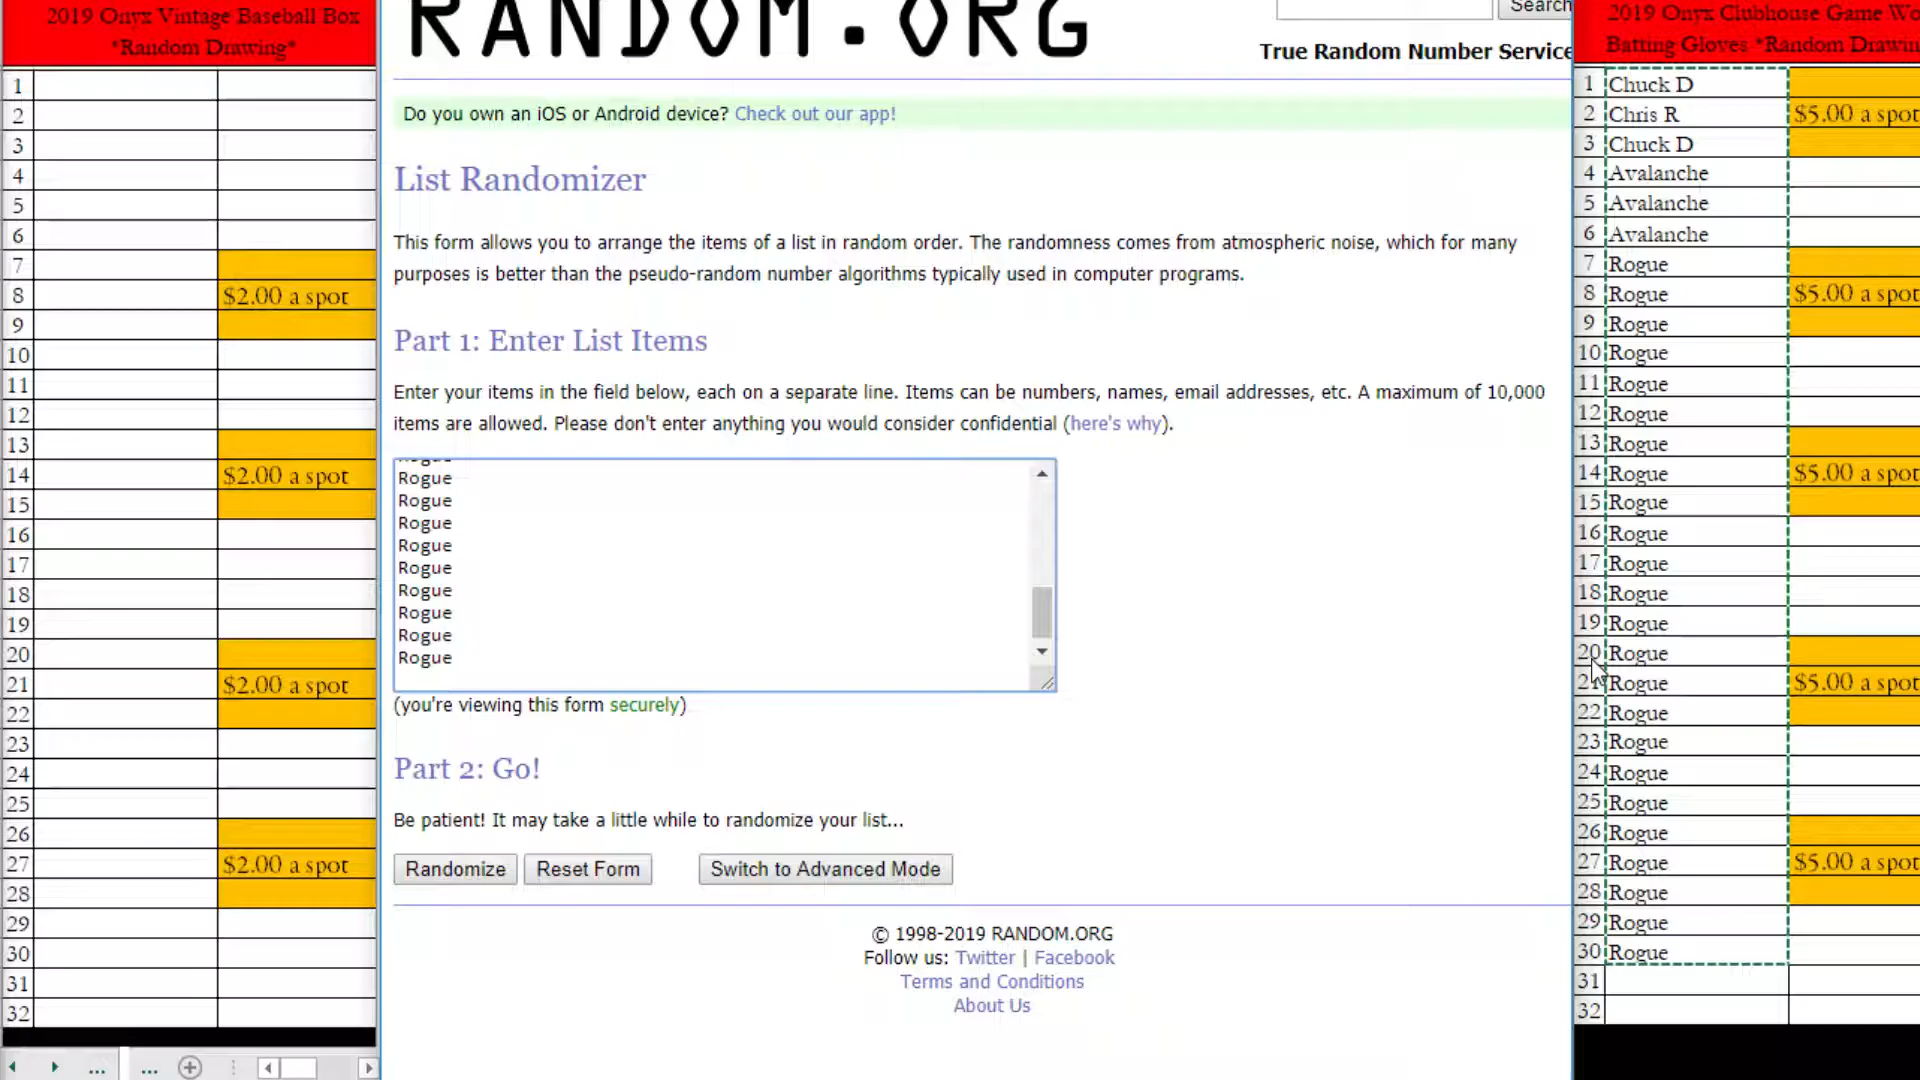 2019 Onyx Vintage Baseball Box
*Random Drawing*
1
2
3
4
5
6
7
8 $2.00 a spot
9
10
11
12
13
14 $2.00 a spot
15
16
17
18
19
20
21 $2.00 a spot
22
23
24
25
26
27 $2.00 a spot
28
29
30
31
32
... ...
RANDOM.ORG
Search
True Random Number Service
Do you own an iOS or Android device? Check out our app!
List Randomizer
This form allows you to arrange the items of a list in random order. The randomness comes from atmospheric noise, which for many
purposes is better than the pseudo-random number algorithms typically used in computer programs.
Part 1: Enter List Items
Enter your items in the field below, each on a separate line. Items can be numbers, names, email addresses, etc. A maximum of 10,000
items are allowed. Please don't enter anything you would consider confidential (here's why).
Rogue
Rogue
Rogue
Rogue
Rogue
Rogue
Rogue
Rogue
Rogue
Rogue
(you're viewing this form securely)
Part 2: Go!
Be patient! It may take a little while to randomize your list...
Randomize Reset Form Switch to Advanced Mode
© 1998-2019 RANDOM.ORG
Follow us: Twitter | Facebook
Terms and Conditions
About Us
2019 Onyx Clubhouse Game Wo
Batting Gloves *Random Drawin
1 Chuck D
2 Chris R $5.00 a spot
3 Chuck D
4 Avalanche
5 Avalanche
6 Avalanche
7 Rogue
8 Rogue $5.00 a spot
9 Rogue
10 Rogue
11 Rogue
12 Rogue
13 Rogue
14 Rogue $5.00 a spot
15 Rogue
16 Rogue
17 Rogue
18 Rogue
19 Rogue
20 Rogue
21 Rogue $5.00 a spot
22 Rogue
23 Rogue
24 Rogue
25 Rogue
26 Rogue
27 Rogue $5.00 a spot
28 Rogue
29 Rogue
30 Rogue
31
32